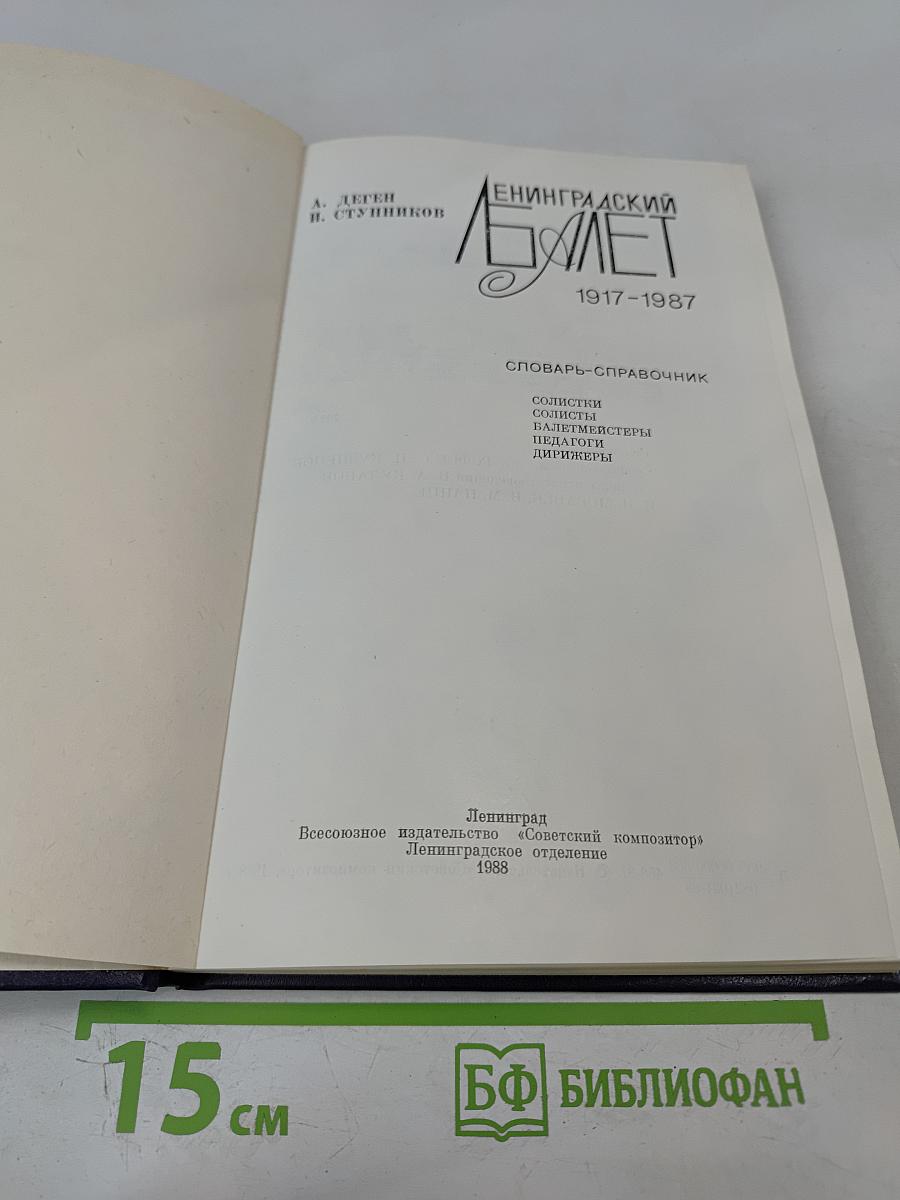 А. ДЕГЕН
И. СТУПНИКОВ
ЛЕНИНГРАДСКИЙ
БАЛЕТ
1917-1987
СЛОВАРЬ-СПРАВОЧНИК
СОЛИСТКИ
СОЛИСТЫ
БАЛЕТМЕЙСТЕРЫ
ПЕДАГОГИ
ДИРИЖЕРЫ
Ленинград
Всесоюзное издательство «Советский композитор»
Ленинградское отделение
1988
15 см
БФ БИБЛИОФАН